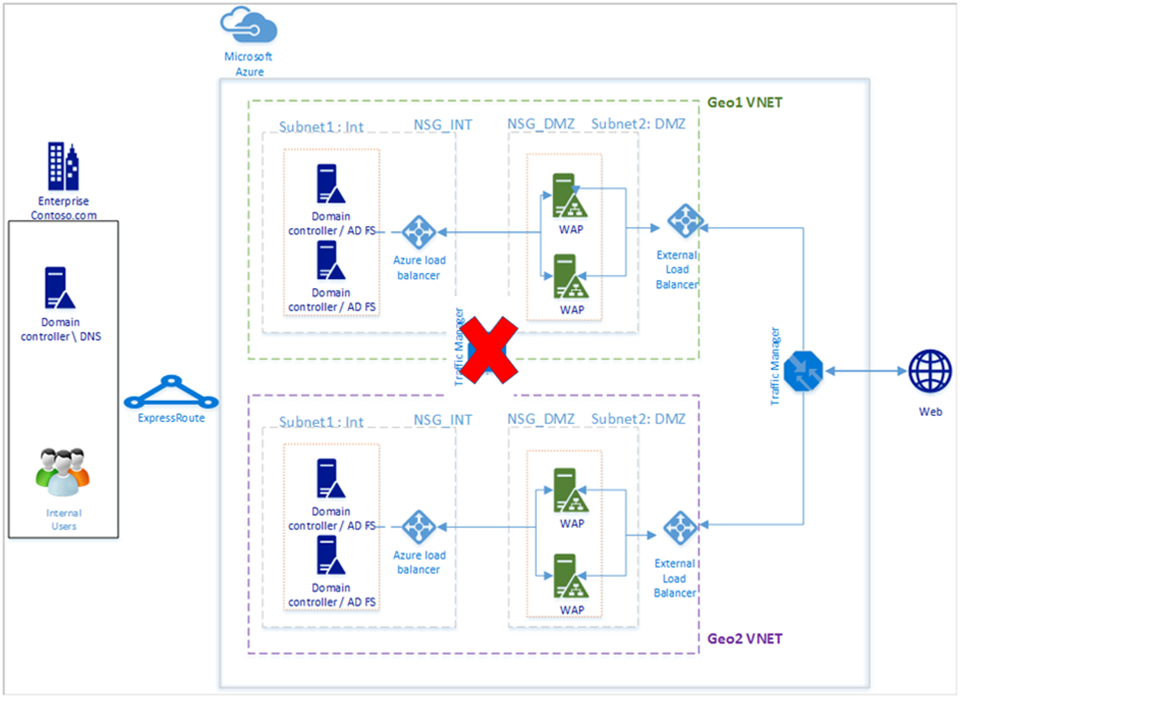 Microsoft
Azure
Geo1 VNET
Subnet1 : Int
NSG_INT
NSG_DMZ
Subnet2: DMZ
Enterprise
Contoso.com
Domain
controller \ DNS
Internal
Users
ExpressRoute
Domain
controller / AD FS
Domain
controller / AD FS
Azure load
balancer
WAP
WAP
External
Load
Balancer
Traffic Manager
Traffic Manager
Web
Subnet1 : Int
NSG_INT
NSG_DMZ
Subnet2: DMZ
Domain
controller / AD FS
Domain
controller / AD FS
Azure load
balancer
WAP
WAP
External
Load
Balancer
Geo2 VNET